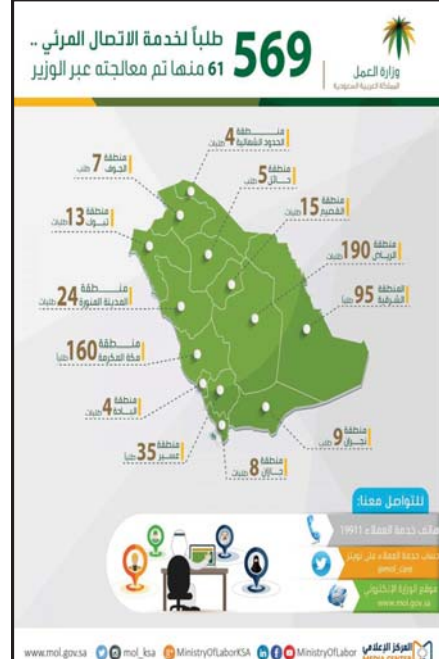 569
طلباً لخدمة الاتصال المرئي ..
61 منها تم معالجته عبر الوزير
وزارة العمل
المملكة العربية السعودية
منطقة الحدود الشمالية 4 طلبات
منطقة الجوف 7 طلب
منطقة حائل 5 طلب
منطقة تبوك 13 طلبات
منطقة القصيم 15 طلبات
منطقة الرياض 190 طلبات
منطقة المدينة المنورة 24 طلبات
المنطقة الشرقية 95 طلباً
منطقة مكة المكرمة 160 طلباً
منطقة الباحة 4 طلبات
منطقة عسير 35 طلباً
منطقة جازان 8 طلبات
منطقة نجران 9 طلب
للتواصل معنا:
هاتف خدمة العملاء 19911
حساب خدمة العملاء على تويتر
@mol_care
موقع الوزارة الإلكتروني
www.mol.gov.sa
www.mol.gov.sa mol_ksa MinistryOfLaborKSA MinistryOfLabor المركز الإعلامي
MEDIA CENTER